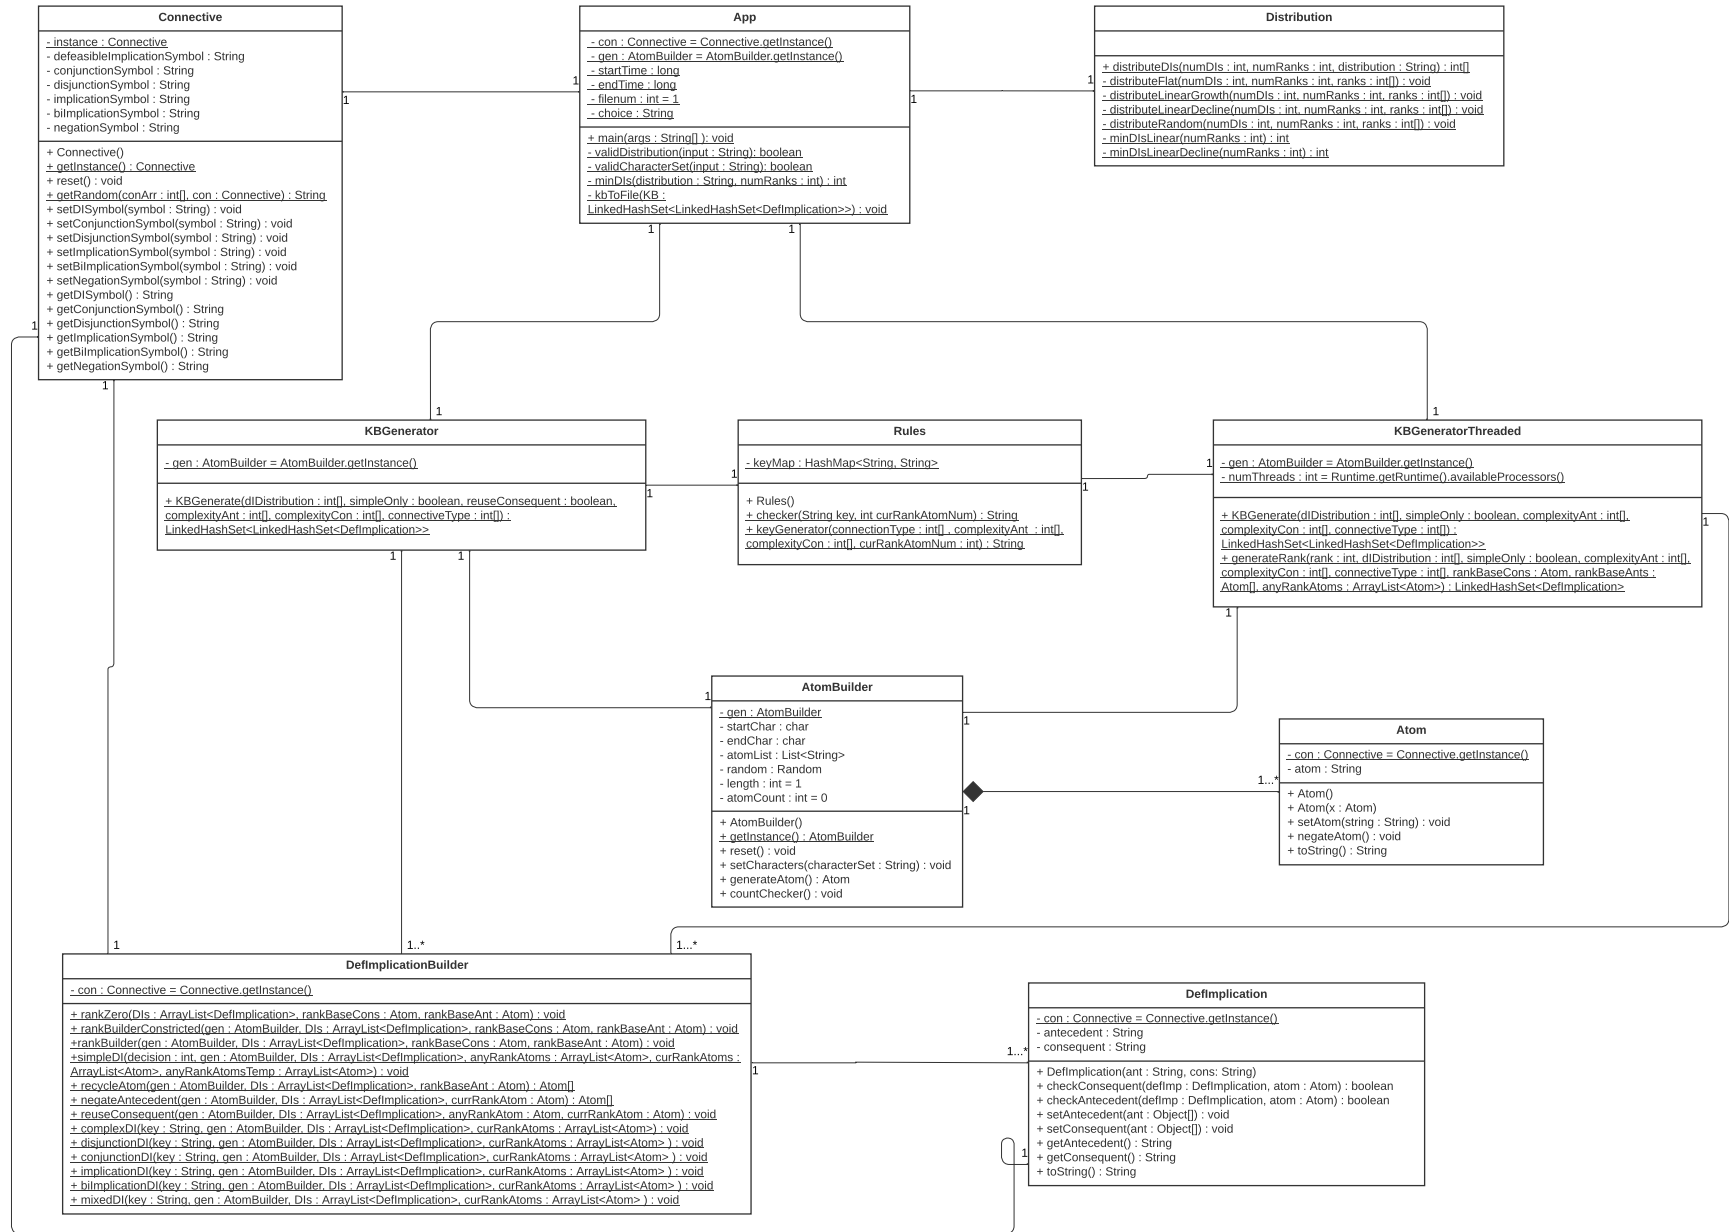 Connective
- instance : Connective
- defeasibleImplicationSymbol : String
- conjunctionSymbol : String
- disjunctionSymbol : String
- implicationSymbol : String
- biImplicationSymbol : String
- negationSymbol : String
+ Connective()
+ getInstance() : Connective
+ reset() : void
+ getRandom(conArr : int[], con : Connective) : String
+ setDISymbol(symbol : String) : void
+ setConjunctionSymbol(symbol : String) : void
+ setDisjunctionSymbol(symbol : String) : void
+ setImplicationSymbol(symbol : String) : void
+ setBiImplicationSymbol(symbol : String) : void
+ setNegationSymbol(symbol : String) : void
+ getDISymbol() : String
+ getConjunctionSymbol() : String
+ getDisjunctionSymbol() : String
+ getImplicationSymbol() : String
+ getBiImplicationSymbol() : String
+ getNegationSymbol() : String
1
1
1
1
App
- con : Connective = Connective.getInstance()
- gen : AtomBuilder = AtomBuilder.getInstance()
- startTime : long
- endTime : long
- filenum : int = 1
- choice : String
+ main(args : String[] ): void
- validDistribution(input : String): boolean
- validCharacterSet(input : String): boolean
- minDIs(distribution : String, numRanks : int) : int
- kbToFile(KB :
LinkedHashSet<LinkedHashSet<DefImplication>>) : void
1
1
1
1
Distribution
+ distributeDIs(numDIs : int, numRanks : int, distribution : String) : int[]
- distributeFlat(numDIs : int, numRanks : int, ranks : int[]) : void
- distributeLinearGrowth(numDIs : int, numRanks : int, ranks : int[]) : void
- distributeLinearDecline(numDIs : int, numRanks : int, ranks : int[]) : void
- distributeRandom(numDIs : int, numRanks : int, ranks : int[]) : void
- minDIsLinear(numRanks : int) : int
- minDIsLinearDecline(numRanks : int) : int
1
KBGenerator
- gen : AtomBuilder = AtomBuilder.getInstance()
+ KBGenerate(dIDistribution : int[], simpleOnly : boolean, reuseConsequent : boolean,
complexityAnt : int[], complexityCon : int[], connectiveType : int[]) :
LinkedHashSet<LinkedHashSet<DefImplication>>
1
1
1
1
Rules
- keyMap : HashMap<String, String>
+ Rules()
+ checker(String key, int curRankAtomNum) : String
+ keyGenerator(connectionType : int[] , complexityAnt : int[],
complexityCon : int[], curRankAtomNum : int) : String
1
1
1
KBGeneratorThreaded
- gen : AtomBuilder = AtomBuilder.getInstance()
- numThreads : int = Runtime.getRuntime().availableProcessors()
+ KBGenerate(dIDistribution : int[], simpleOnly : boolean, complexityAnt : int[],
complexityCon : int[], connectiveType : int[]) :
LinkedHashSet<LinkedHashSet<DefImplication>>
+ generateRank(rank : int, dIDistribution : int[], simpleOnly : boolean, complexityAnt : int[],
complexityCon : int[], connectiveType : int[], rankBaseCons : Atom, rankBaseAnts :
Atom[], anyRankAtoms : ArrayList<Atom>) : LinkedHashSet<DefImplication>
1
1
1
AtomBuilder
- gen : AtomBuilder
- startChar : char
- endChar : char
- atomList : List<String>
- random : Random
- length : int = 1
- atomCount : int = 0
+ AtomBuilder()
+ getInstance() : AtomBuilder
+ reset() : void
+ setCharacters(characterSet : String) : void
+ generateAtom() : Atom
+ countChecker() : void
1
1
1...*
Atom
- con : Connective = Connective.getInstance()
- atom : String
+ Atom()
+ Atom(x : Atom)
+ setAtom(string : String) : void
+ negateAtom() : void
+ toString() : String
1
1..*
1...*
DefImplicationBuilder
- con : Connective = Connective.getInstance()
+ rankZero(DIs : ArrayList<DefImplication>, rankBaseCons : Atom, rankBaseAnt : Atom) : void
+ rankBuilderConstricted(gen : AtomBuilder, DIs : ArrayList<DefImplication>, rankBaseCons : Atom, rankBaseAnt : Atom) : void
+rankBuilder(gen : AtomBuilder, DIs : ArrayList<DefImplication>, rankBaseCons : Atom, rankBaseAnt : Atom) : void
+simpleDI(decision : int, gen : AtomBuilder, DIs : ArrayList<DefImplication>, anyRankAtoms : ArrayList<Atom>, curRankAtoms :
ArrayList<Atom>, anyRankAtomsTemp : ArrayList<Atom>) : void
+ recycleAtom(gen : AtomBuilder, DIs : ArrayList<DefImplication>, rankBaseAnt : Atom) : Atom[]
+ negateAntecedent(gen : AtomBuilder, DIs : ArrayList<DefImplication>, currRankAtom : Atom) : Atom[]
+ reuseConsequent(gen : AtomBuilder, DIs : ArrayList<DefImplication>, anyRankAtom : Atom, currRankAtom : Atom) : void
+ complexDI(key : String, gen : AtomBuilder, DIs : ArrayList<DefImplication>, curRankAtoms : ArrayList<Atom>) : void
+ disjunctionDI(key : String, gen : AtomBuilder, DIs : ArrayList<DefImplication>, curRankAtoms : ArrayList<Atom> ) : void
+ conjunctionDI(key : String, gen : AtomBuilder, DIs : ArrayList<DefImplication>, curRankAtoms : ArrayList<Atom> ) : void
+ implicationDI(key : String, gen : AtomBuilder, DIs : ArrayList<DefImplication>, curRankAtoms : ArrayList<Atom> ) : void
+ biImplicationDI(key : String, gen : AtomBuilder, DIs : ArrayList<DefImplication>, curRankAtoms : ArrayList<Atom> ) : void
+ mixedDI(key : String, gen : AtomBuilder, DIs : ArrayList<DefImplication>, curRankAtoms : ArrayList<Atom> ) : void
1
1...*
1
DefImplication
- con : Connective = Connective.getInstance()
- antecedent : String
- consequent : String
+ DefImplication(ant : String, cons: String)
+ checkConsequent(defImp : DefImplication, atom : Atom) : boolean
+ checkAntecedent(defImp : DefImplication, atom : Atom) : boolean
+ setAntecedent(ant : Object[]) : void
+ setConsequent(ant : Object[]) : void
+ getAntecedent() : String
+ getConsequent() : String
+ toString() : String